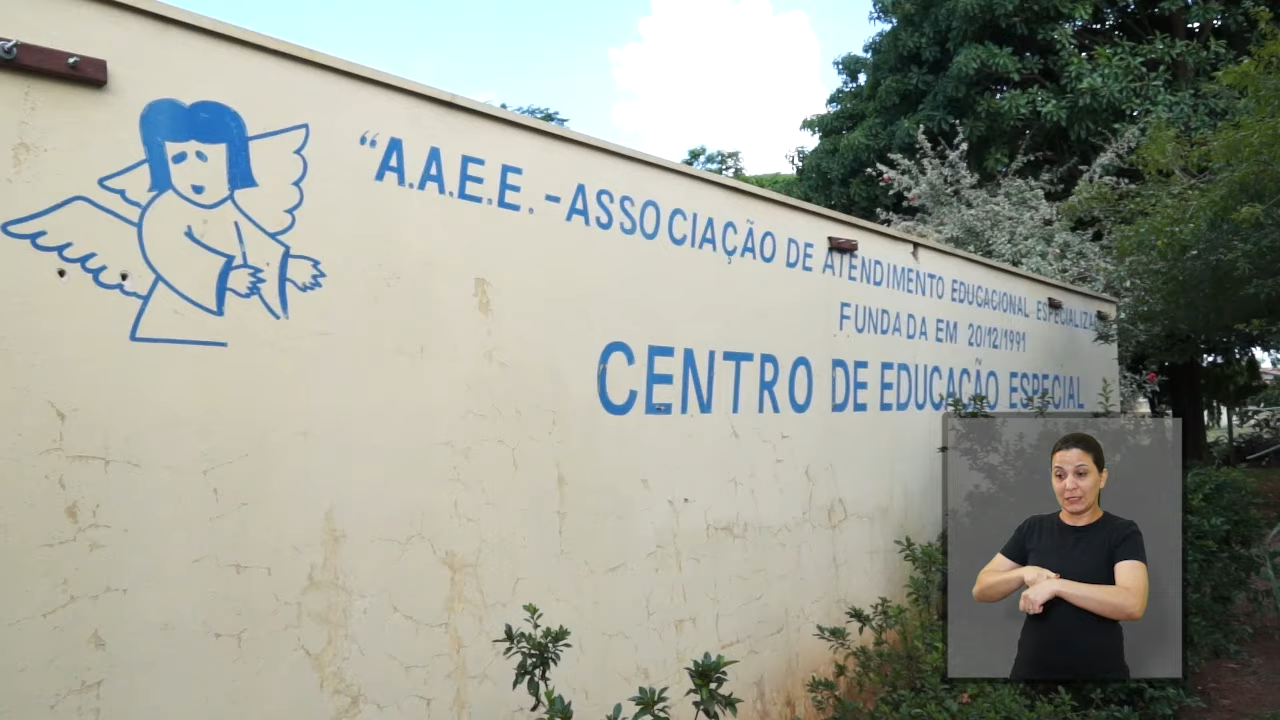 “A.A.E.E. - ASSOCIAÇÃO DE ATENDIMENTO EDUCACIONAL
FUNDADA EM 20/12/1991
CENTRO DE EDUCAÇÃO ESPECIAL